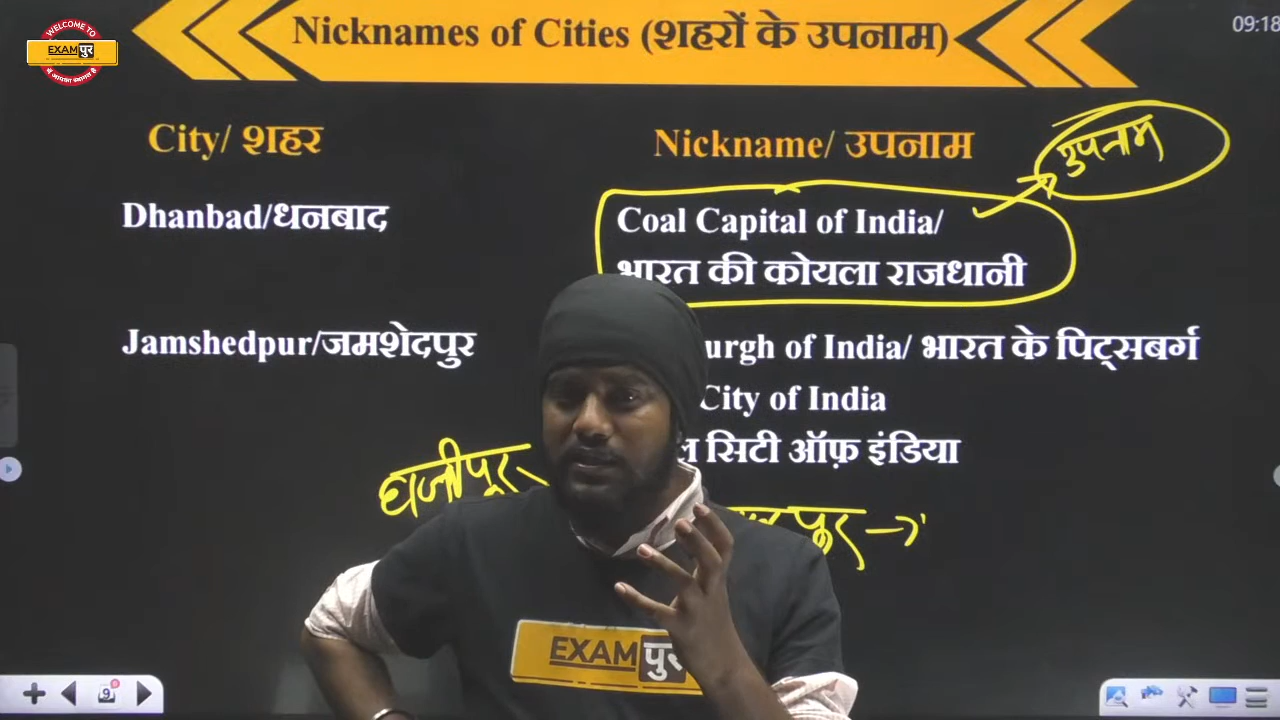 WELCOME TO
EXAMपुर
Nicknames of Cities (शहरों के उपनाम)
09:18
City/ शहर
Nickname/ उपनाम
उपनाम
Dhanbad/धनबाद
Coal Capital of India/
भारत की कोयला राजधानी
Jamshedpur/जमशेदपुर
urgh of India/ भारत के पिट्सबर्ग
City of India
ल सिटी ऑफ़ इंडिया
EXAMपुर
9